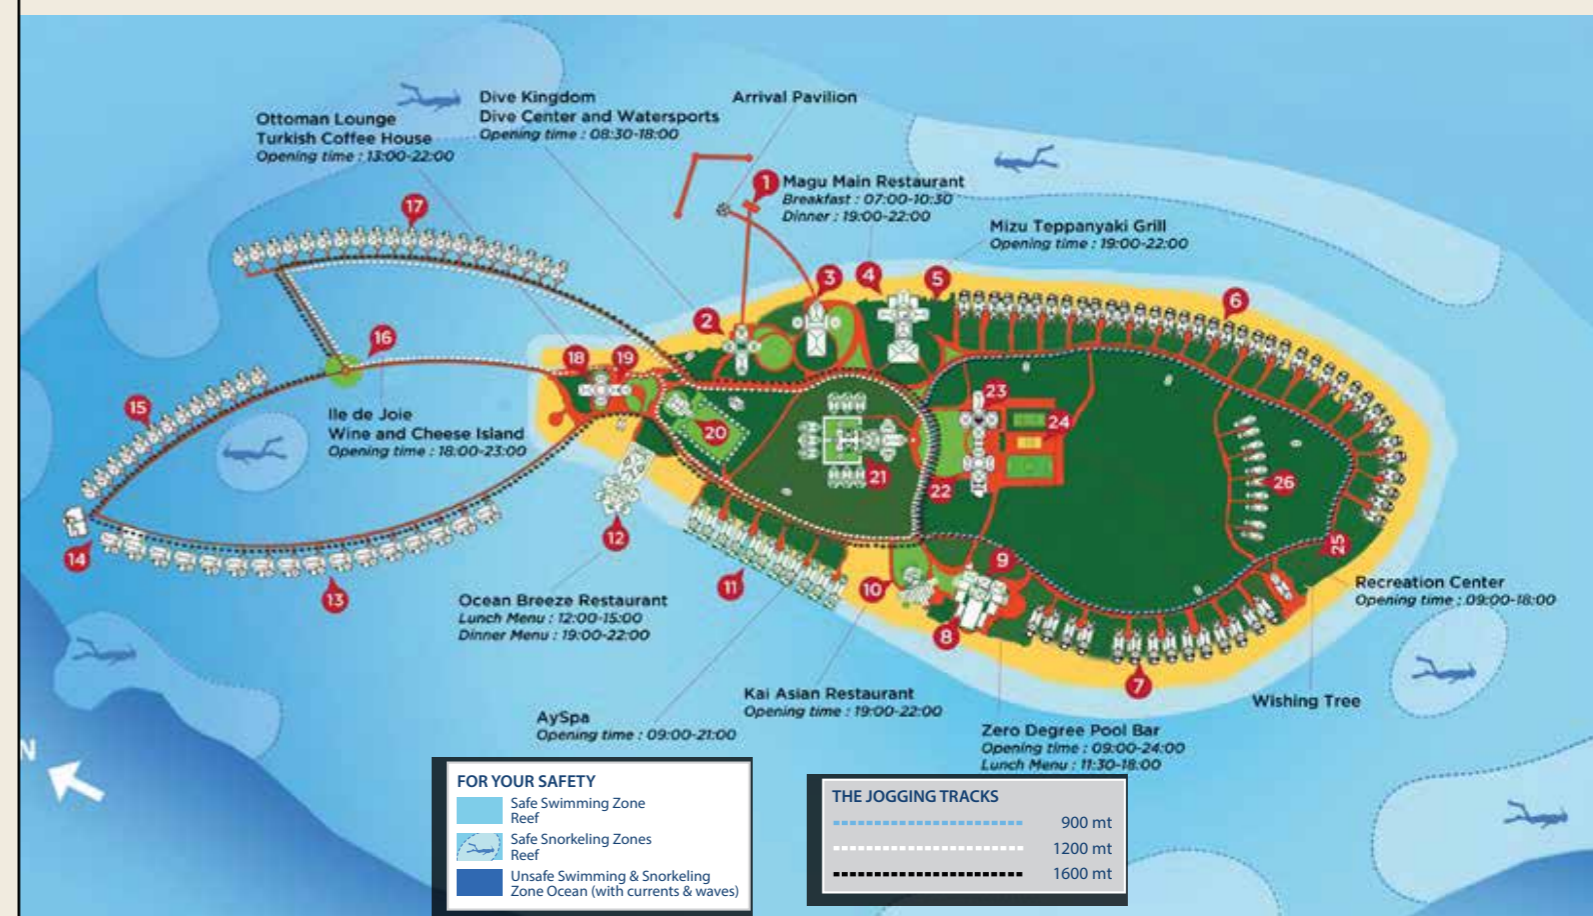 Ottoman Lounge
Turkish Coffee House
Opening time : 13:00-22:00
Dive Kingdom
Dive Center and Watersports
Opening time : 08:30-18:00
Arrival Pavilion
1
Magu Main Restaurant
Breakfast : 07:00-10:30
Dinner : 19:00-22:00
Mizu Teppanyaki Grill
Opening time : 19:00-22:00
17
3
4
5
6
2
16
18
19
15
Ile de Joie
Wine and Cheese Island
Opening time : 18:00-23:00
20
23
24
21
22
26
12
14
13
11
10
9
25
8
7
Ocean Breeze Restaurant
Lunch Menu : 12:00-15:00
Dinner Menu : 19:00-22:00
Recreation Center
Opening time : 09:00-18:00
AySpa
Opening time : 09:00-21:00
Kai Asian Restaurant
Opening time : 19:00-22:00
Zero Degree Pool Bar
Opening time : 09:00-24:00
Lunch Menu : 11:30-18:00
Wishing Tree
N
FOR YOUR SAFETY
Safe Swimming Zone
Reef
Safe Snorkeling Zones
Reef
Unsafe Swimming & Snorkeling
Zone Ocean (with currents & waves)
THE JOGGING TRACKS
900 mt
1200 mt
1600 mt